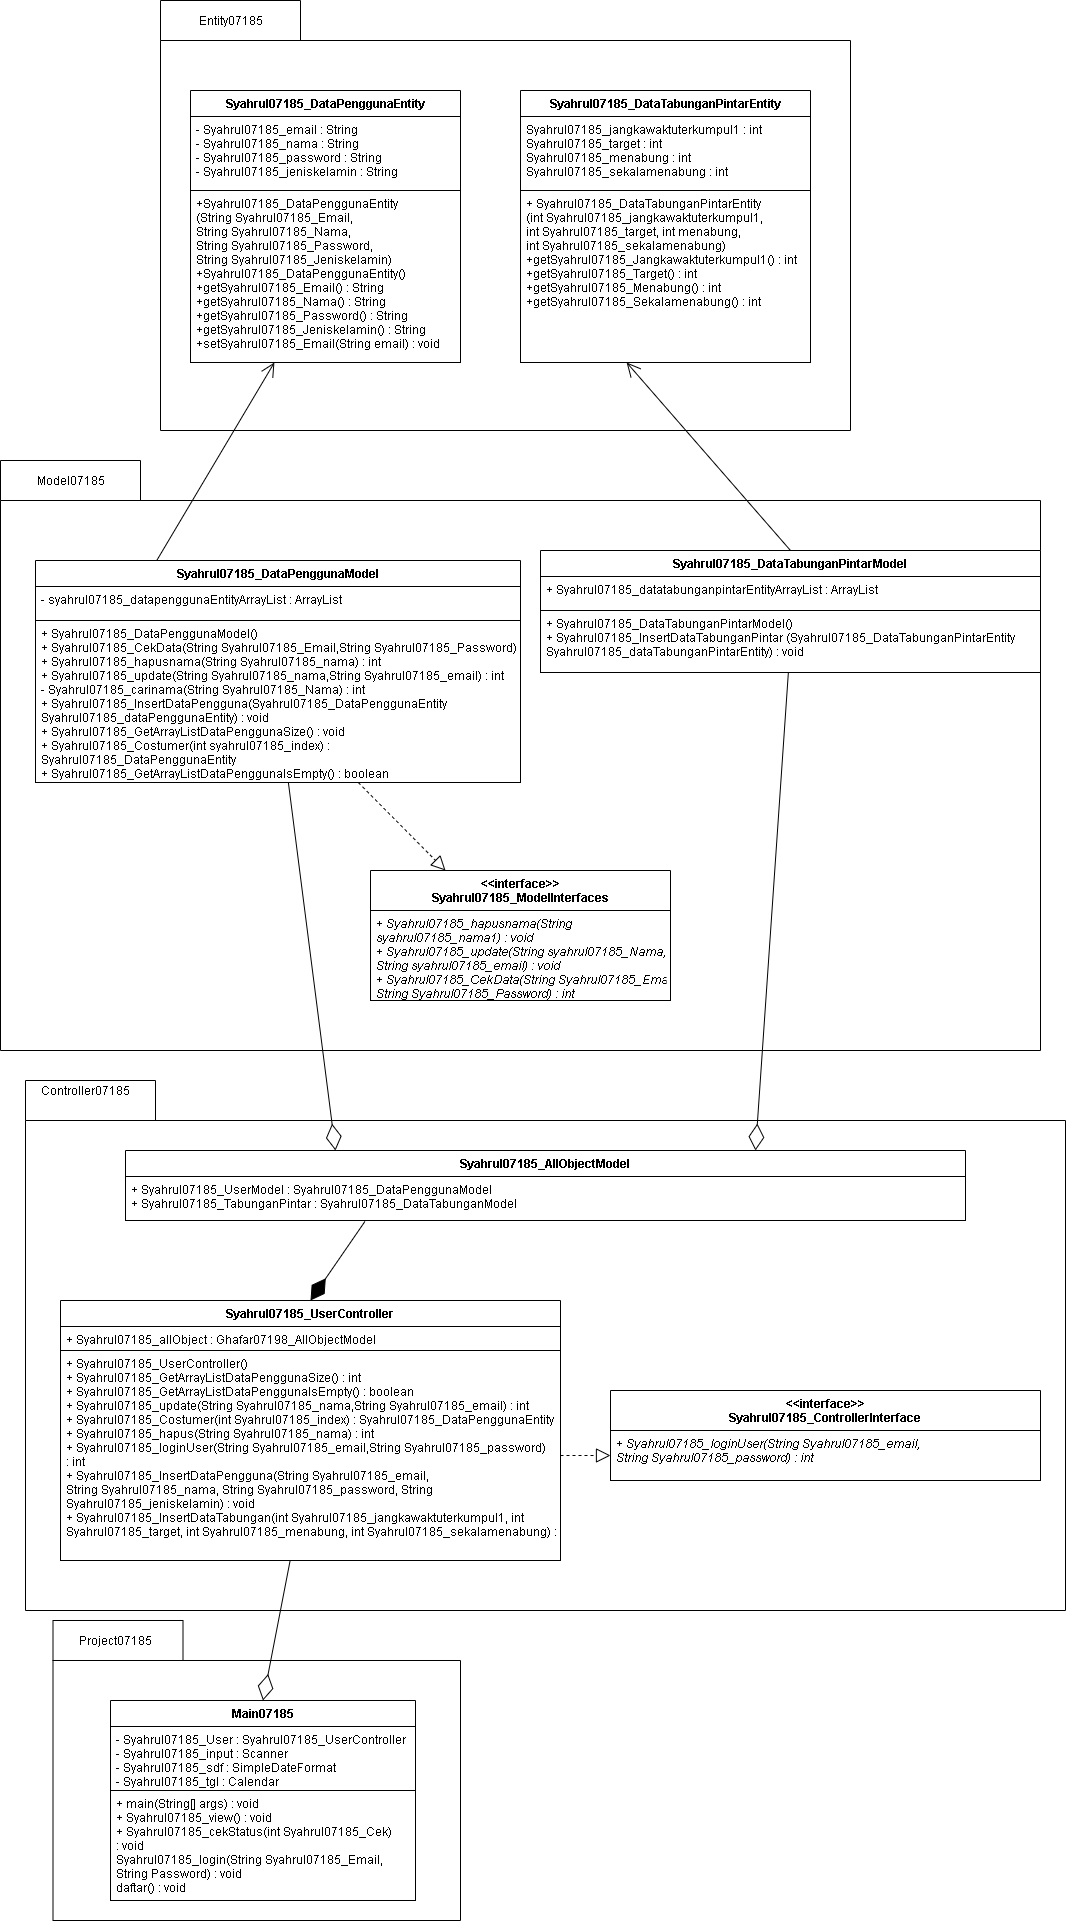 Entity07185
Syahrul07185_DataPenggunaEntity
- Syahrul07185_email : String
- Syahrul07185_nama : String
- Syahrul07185_password : String
- Syahrul07185_jeniskelamin : String
+Syahrul07185_DataPenggunaEntity
(String Syahrul07185_Email,
String Syahrul07185_Nama,
String Syahrul07185_Password,
String Syahrul07185_Jeniskelamin)
+Syahrul07185_DataPenggunaEntity()
+getSyahrul07185_Email() : String
+getSyahrul07185_Nama() : String
+getSyahrul07185_Password() : String
+getSyahrul07185_Jeniskelamin() : String
+setSyahrul07185_Email(String email) : void
Syahrul07185_DataTabunganPintarEntity
Syahrul07185_jangkawaktuterkumpul1 : int
Syahrul07185_target : int
Syahrul07185_menabung : int
Syahrul07185_sekalamenabung : int
+ Syahrul07185_DataTabunganPintarEntity
(int Syahrul07185_jangkawaktuterkumpul1,
int Syahrul07185_target, int menabung,
int Syahrul07185_sekalamenabung)
+getSyahrul07185_Jangkawaktuterkumpul1() : int
+getSyahrul07185_Target() : int
+getSyahrul07185_Menabung() : int
+getSyahrul07185_Sekalamenabung() : int
Model07185
Syahrul07185_DataPenggunaModel
- syahrul07185_datapenggunaEntityArrayList : ArrayList
+ Syahrul07185_DataPenggunaModel()
+ Syahrul07185_CekData(String Syahrul07185_Email,String Syahrul07185_Password)
+ Syahrul07185_hapusnama(String Syahrul07185_nama) : int
+ Syahrul07185_update(String Syahrul07185_nama,String Syahrul07185_email) : int
- Syahrul07185_carinama(String Syahrul07185_Nama) : int
+ Syahrul07185_InsertDataPengguna(Syahrul07185_DataPenggunaEntity
Syahrul07185_dataPenggunaEntity) : void
+ Syahrul07185_GetArrayListDataPenggunaSize() : void
+ Syahrul07185_Costumer(int syahrul07185_index) :
Syahrul07185_DataPenggunaEntity
+ Syahrul07185_GetArrayListDataPenggunaIsEmpty() : boolean
Syahrul07185_DataTabunganPintarModel
+ Syahrul07185_datatabunganpintarEntityArrayList : ArrayList
+ Syahrul07185_DataTabunganPintarModel()
+ Syahrul07185_InsertDataTabunganPintar (Syahrul07185_DataTabunganPintarEntity
Syahrul07185_dataTabunganPintarEntity) : void
<<interface>>
Syahrul07185_ModelInterfaces
+ Syahrul07185_hapusnama(String
syahrul07185_nama1) : void
+ Syahrul07185_update(String syahrul07185_Nama,
String syahrul07185_email) : void
+ Syahrul07185_CekData(String Syahrul07185_Ema
String Syahrul07185_Password) : int
Controller07185
Syahrul07185_AllObjectModel
+ Syahrul07185_UserModel : Syahrul07185_DataPenggunaModel
+ Syahrul07185_TabunganPintar : Syahrul07185_DataTabunganModel
Syahrul07185_UserController
+ Syahrul07185_allObject : Ghafar07198_AllObjectModel
+ Syahrul07185_UserController()
+ Syahrul07185_GetArrayListDataPenggunaSize() : int
+ Syahrul07185_GetArrayListDataPenggunaIsEmpty() : boolean
+ Syahrul07185_update(String Syahrul07185_nama,String Syahrul07185_email) : int
+ Syahrul07185_Costumer(int Syahrul07185_index) : Syahrul07185_DataPenggunaEntity
+ Syahrul07185_hapus(String Syahrul07185_nama) : int
+ Syahrul07185_loginUser(String Syahrul07185_email,String Syahrul07185_password)
: int
+ Syahrul07185_InsertDataPengguna(String Syahrul07185_email,
String Syahrul07185_nama, String Syahrul07185_password, String
Syahrul07185_jeniskelamin) : void
+ Syahrul07185_InsertDataTabungan(int Syahrul07185_jangkawaktuterkumpul1, int
Syahrul07185_target, int Syahrul07185_menabung, int Syahrul07185_sekalamenabung) :
<<interface>>
Syahrul07185_ControllerInterface
+ Syahrul07185_loginUser(String Syahrul07185_email,
String Syahrul07185_password) : int
Project07185
Main07185
- Syahrul07185_User : Syahrul07185_UserController
- Syahrul07185_input : Scanner
- Syahrul07185_sdf : SimpleDateFormat
- Syahrul07185_tgl : Calendar
+ main(String[] args) : void
+ Syahrul07185_view() : void
+ Syahrul07185_cekStatus(int Syahrul07185_Cek)
: void
Syahrul07185_login(String Syahrul07185_Email,
String Password) : void
daftar() : void